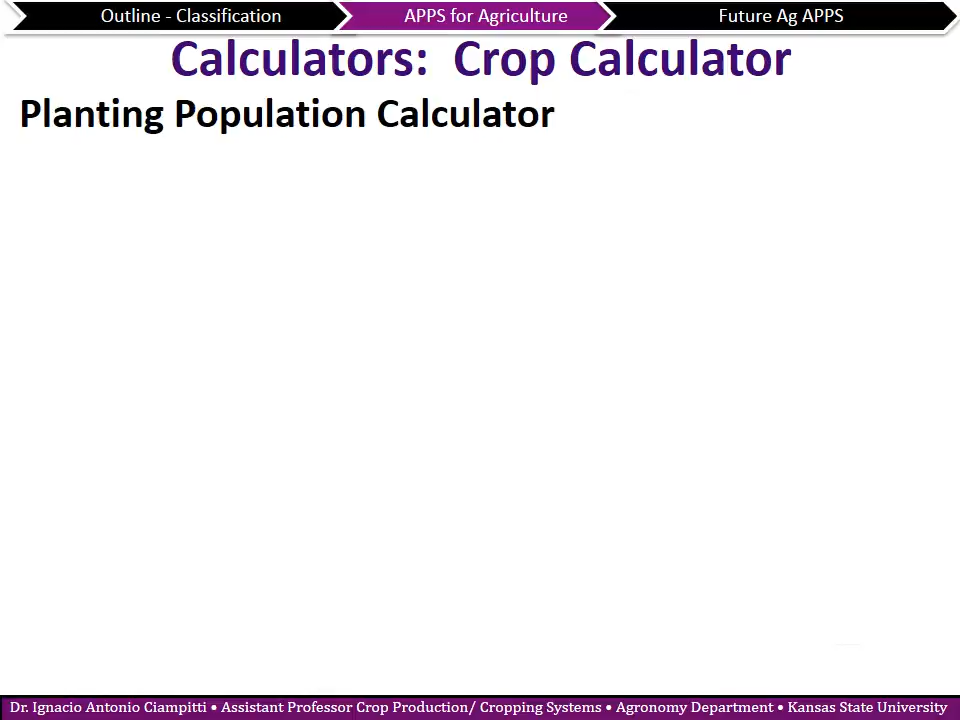 Outline - Classification
APPS for Agriculture
Future Ag APPS
Calculators:  Crop Calculator
Planting Population Calculator
Dr. Ignacio Antonio Ciampitti • Assistant Professor Crop Production/ Cropping Systems • Agronomy Department • Kansas State University